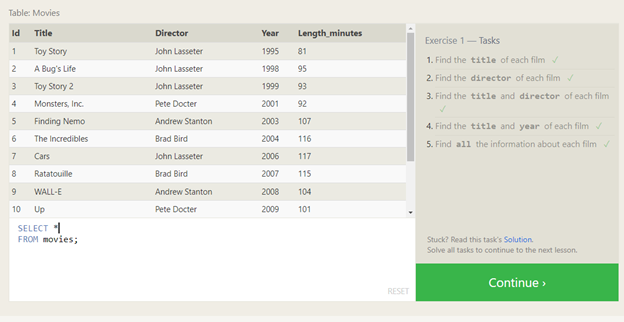 Table: Movies
Id Title Director Year Length_minutes
1 Toy Story John Lasseter 1995 81
2 A Bug's Life John Lasseter 1998 95
3 Toy Story 2 John Lasseter 1999 93
4 Monsters, Inc. Pete Docter 2001 92
5 Finding Nemo Andrew Stanton 2003 107
6 The Incredibles Brad Bird 2004 116
7 Cars John Lasseter 2006 117
8 Ratatouille Brad Bird 2007 115
9 WALL-E Andrew Stanton 2008 104
10 Up Pete Docter 2009 101
SELECT *
FROM movies;
RESET
Exercise 1 — Tasks
1. Find the title of each film ✓
2. Find the director of each film ✓
3. Find the title and director of each film
✓
4. Find the title and year of each film ✓
5. Find all the information about each film ✓
Stuck? Read this task's Solution.
Solve all tasks to continue to the next lesson.
Continue ›